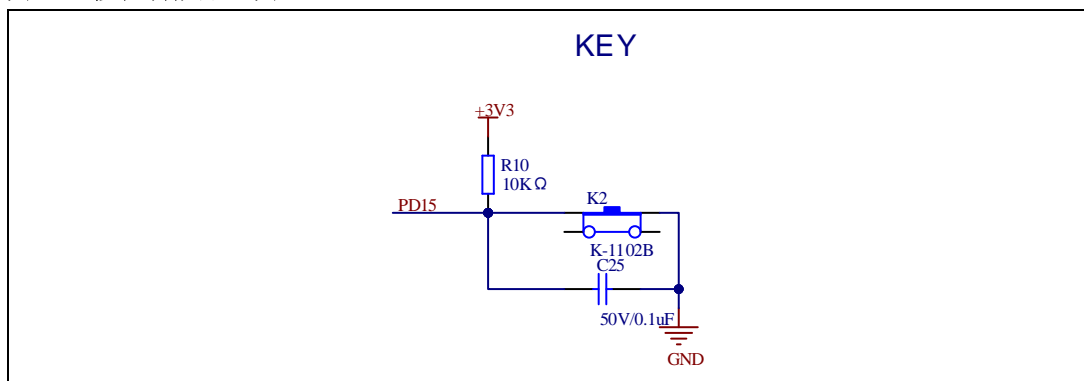 KEY
+3V3
R10
10KΩ
PD15
K2
K-1102B
C25
50V/0.1uF
GND